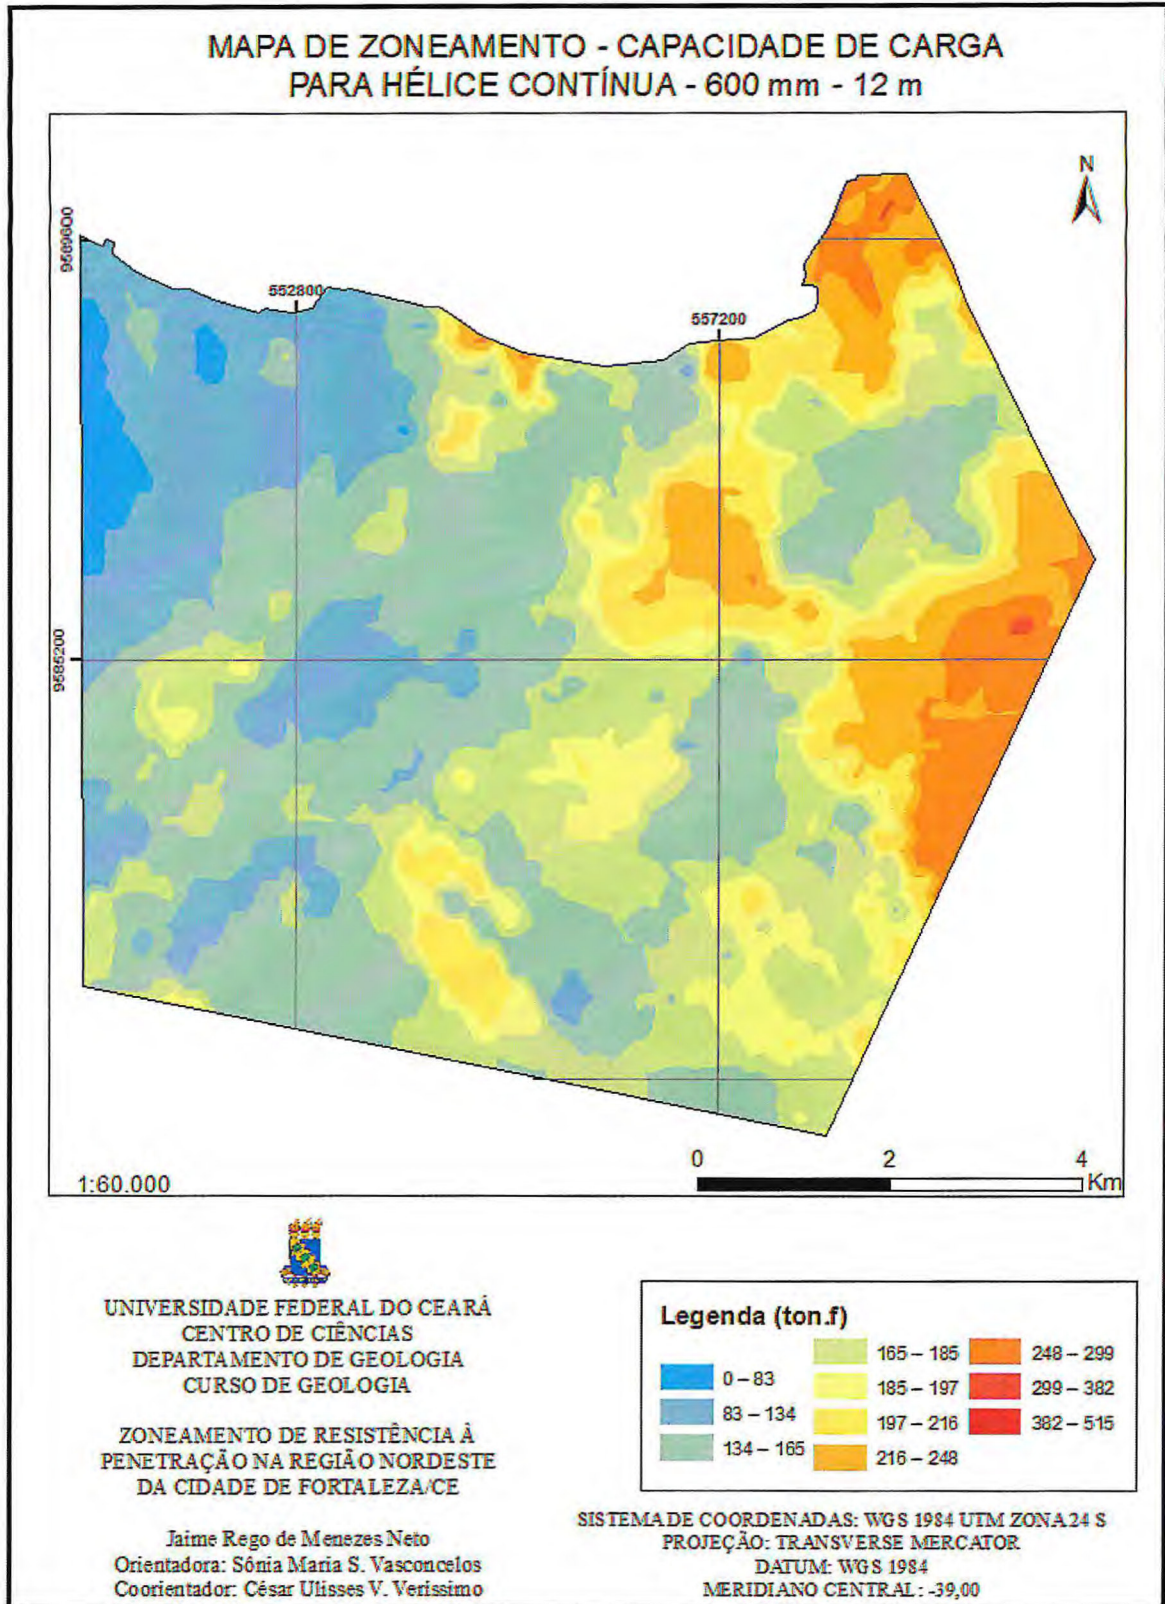 MAPA DE ZONEAMENTO - CAPACIDADE DE CARGA
PARA HÉLICE CONTÍNUA - 600 mm - 12 m
N
9589600
552800
557200
9585200
0 2 4
Km
1:60.000
UNIVERSIDADE FEDERAL DO CEARÁ
CENTRO DE CIÊNCIAS
DEPARTAMENTO DE GEOLOGIA
CURSO DE GEOLOGIA
ZONEAMENTO DE RESISTÊNCIA À
PENETRAÇÃO NA REGIÃO NORDESTE
DA CIDADE DE FORTALEZA/CE
Jaime Rego de Menezes Neto
Orientadora: Sônia Maria S. Vasconcelos
Coorientador: César Ulisses V. Veríssimo
Legenda (ton.f)
0 – 83
83 – 134
134 – 165
165 – 185
185 – 197
197 – 216
216 – 248
248 – 299
299 – 382
382 – 515
SISTEMA DE COORDENADAS: WGS 1984 UTM ZONA 24 S
PROJEÇÃO: TRANSVERSE MERCATOR
DATUM: WGS 1984
MERIDIANO CENTRAL: -39,00